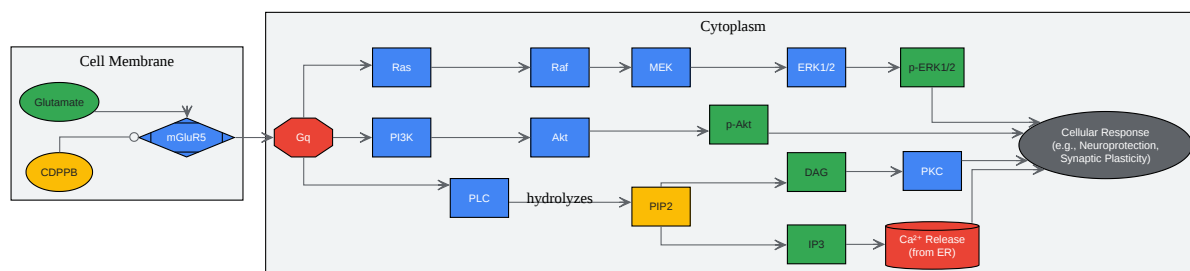 Cell Membrane
Glutamate
mGluR5
CDPPB
Cytoplasm
Ras
Raf
MEK
ERK1/2
p-ERK1/2
Gq
PI3K
Akt
p-Akt
Cellular Response
(e.g., Neuroprotection,
Synaptic Plasticity)
PLC
hydrolyzes
PIP2
DAG
PKC
IP3
Ca²⁺ Release
(from ER)